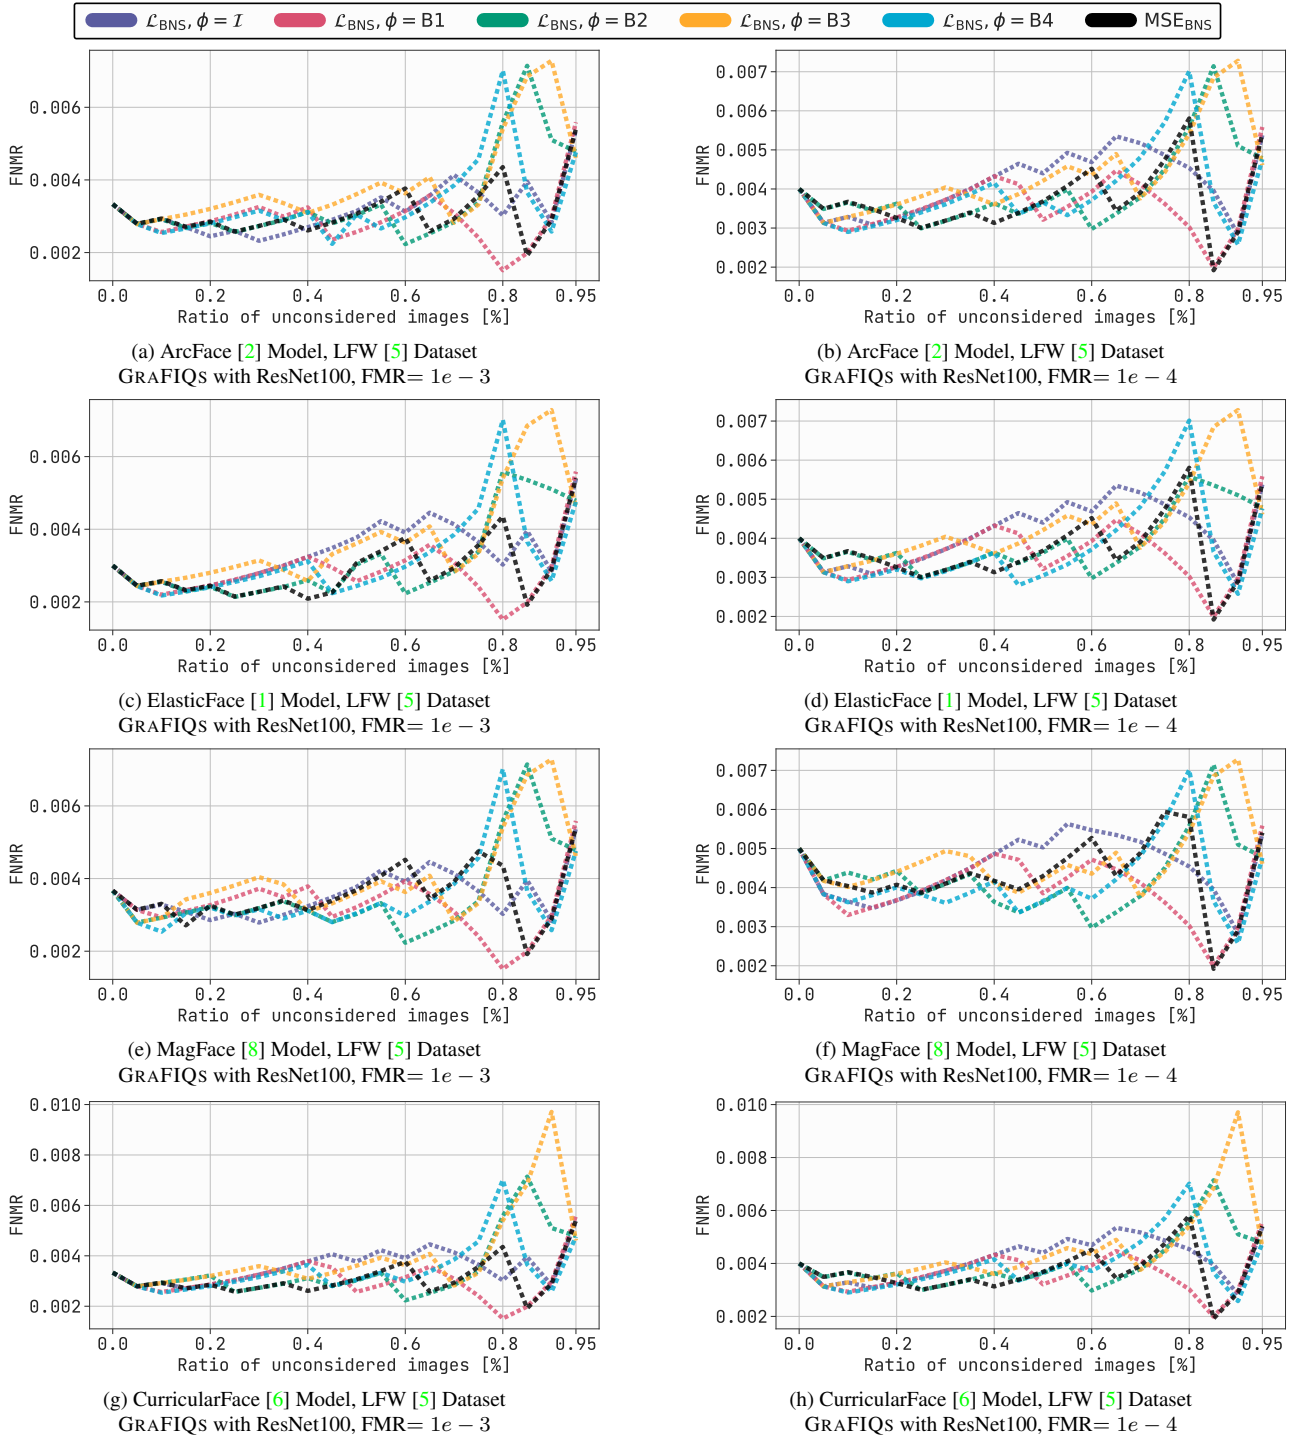 ℒ_BNS, ϕ = ℐ ℒ_BNS, ϕ = B1 ℒ_BNS, ϕ = B2 ℒ_BNS, ϕ = B3 ℒ_BNS, ϕ = B4 MSE_BNS
0.006
0.004
0.002
FNMR
0.0 0.2 0.4 0.6 0.8 0.95
Ratio of unconsidered images [%]
(a) ArcFace [2] Model, LFW [5] Dataset
GRAFIQS with ResNet100, FMR= 1e − 3
0.007
0.006
0.005
0.004
0.003
0.002
FNMR
0.0 0.2 0.4 0.6 0.8 0.95
Ratio of unconsidered images [%]
(b) ArcFace [2] Model, LFW [5] Dataset
GRAFIQS with ResNet100, FMR= 1e − 4
0.006
0.004
0.002
FNMR
0.0 0.2 0.4 0.6 0.8 0.95
Ratio of unconsidered images [%]
(c) ElasticFace [1] Model, LFW [5] Dataset
GRAFIQS with ResNet100, FMR= 1e − 3
0.007
0.006
0.005
0.004
0.003
0.002
FNMR
0.0 0.2 0.4 0.6 0.8 0.95
Ratio of unconsidered images [%]
(d) ElasticFace [1] Model, LFW [5] Dataset
GRAFIQS with ResNet100, FMR= 1e − 4
0.006
0.004
0.002
FNMR
0.0 0.2 0.4 0.6 0.8 0.95
Ratio of unconsidered images [%]
(e) MagFace [8] Model, LFW [5] Dataset
GRAFIQS with ResNet100, FMR= 1e − 3
0.007
0.006
0.005
0.004
0.003
0.002
FNMR
0.0 0.2 0.4 0.6 0.8 0.95
Ratio of unconsidered images [%]
(f) MagFace [8] Model, LFW [5] Dataset
GRAFIQS with ResNet100, FMR= 1e − 4
0.010
0.008
0.006
0.004
0.002
FNMR
0.0 0.2 0.4 0.6 0.8 0.95
Ratio of unconsidered images [%]
(g) CurricularFace [6] Model, LFW [5] Dataset
GRAFIQS with ResNet100, FMR= 1e − 3
0.010
0.008
0.006
0.004
0.002
FNMR
0.0 0.2 0.4 0.6 0.8 0.95
Ratio of unconsidered images [%]
(h) CurricularFace [6] Model, LFW [5] Dataset
GRAFIQS with ResNet100, FMR= 1e − 4